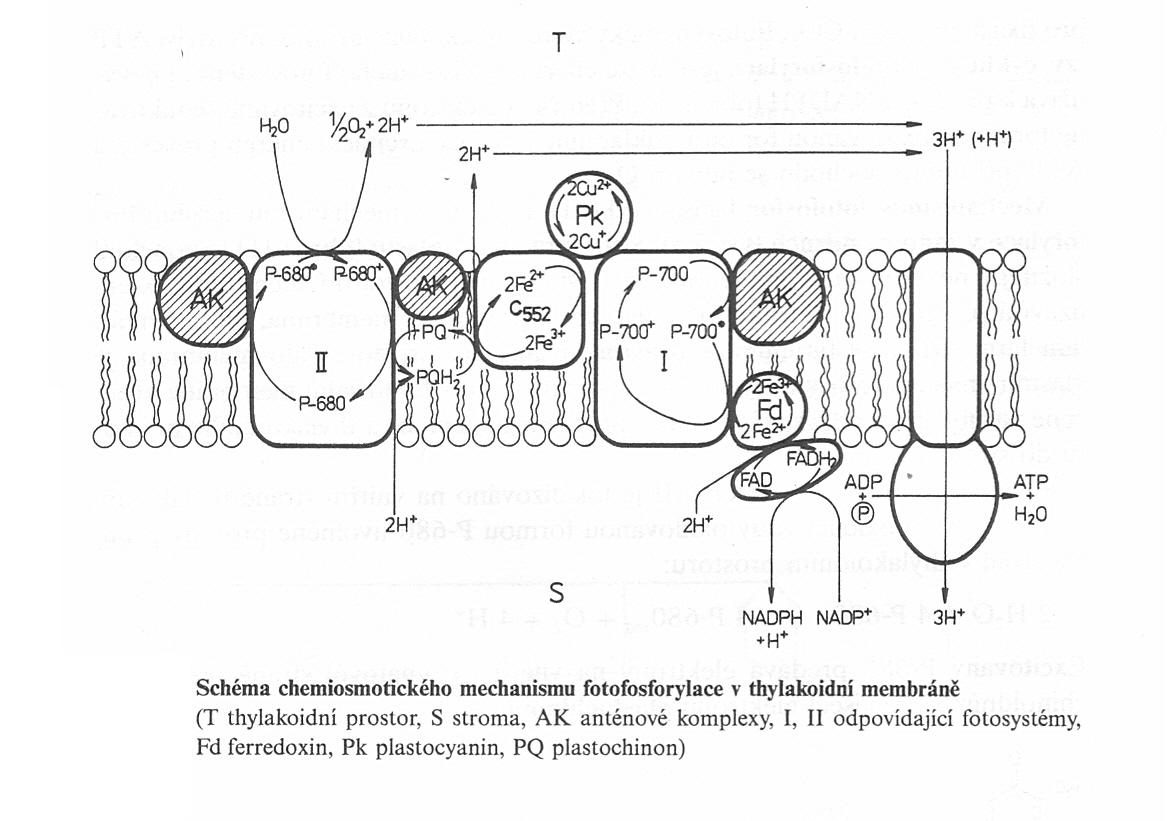 T
H₂O ½O₂ + 2H⁺
2H⁺
3H⁺ (+H⁺)
2Cu²⁺
Pk
2Cu⁺
AK
P-680•
P-680⁺
II
P-680
AK
PQ
PQH₂
2Fe²⁺
C₅₅₂
2Fe³⁺
P-700
P-700⁺
P-700•
I
AK
2Fe³⁺
Fd
2Fe²⁺
FADH₂
FAD
2H⁺
2H⁺
ADP
+
P
ATP
+
H₂O
S
NADPH
+H⁺
NADP⁺
3H⁺
Schéma chemiosmotického mechanismu fotofosforylace v thylakoidní membráně
(T thylakoidní prostor, S stroma, AK anténové komplexy, I, II odpovídající fotosystémy,
Fd ferredoxin, Pk plastocyanin, PQ plastochinon)